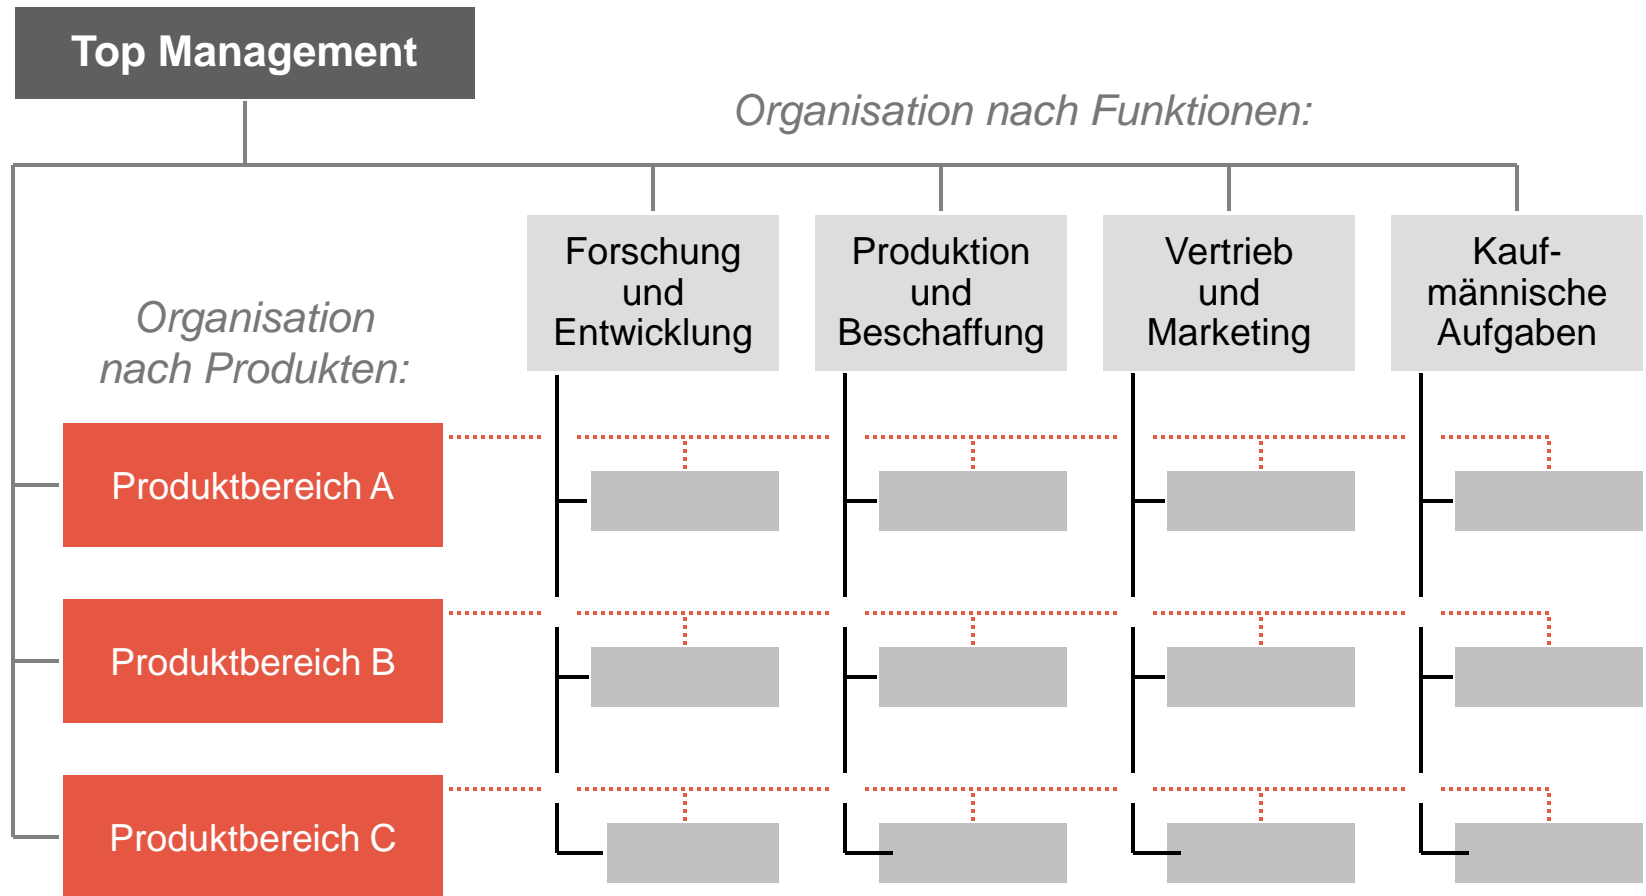 Top Management
Organisation nach Funktionen:
Forschung
und
Entwicklung
Produktion
und
Beschaffung
Vertrieb
und
Marketing
Kauf-
männische
Aufgaben
Organisation
nach Produkten:
Produktbereich A
Produktbereich B
Produktbereich C